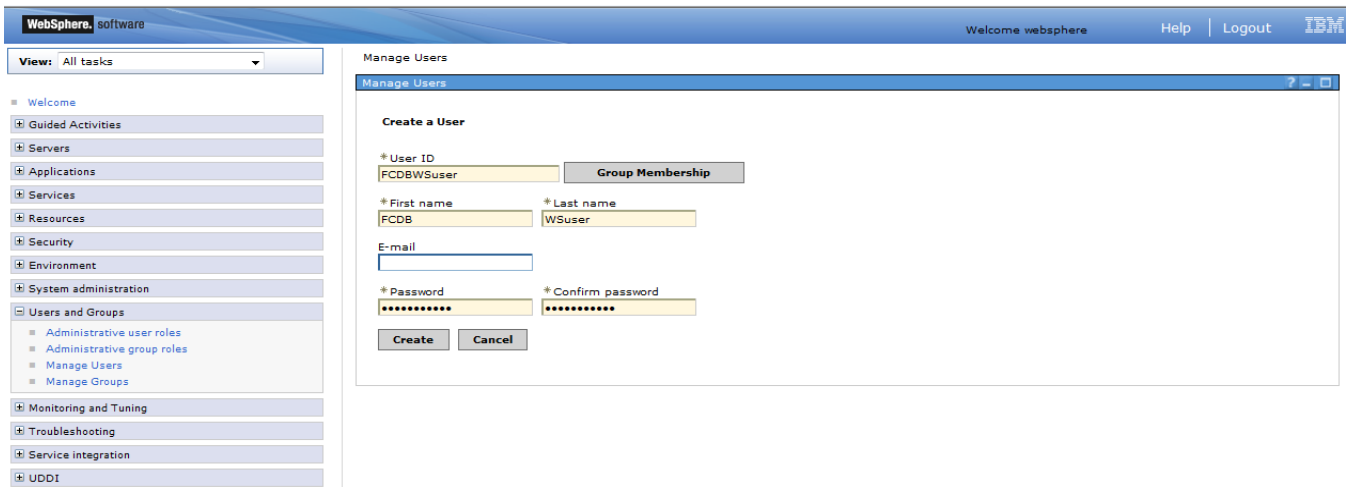 WebSphere. software
Welcome websphere Help Logout IBM
View: All tasks
Welcome
Guided Activities
Servers
Applications
Services
Resources
Security
Environment
System administration
Users and Groups
Administrative user roles
Administrative group roles
Manage Users
Manage Groups
Monitoring and Tuning
Troubleshooting
Service integration
UDDI
Manage Users
Manage Users ?
Create a User
*User ID
FCDBWSuser Group Membership
*First name *Last name
FCDB WSuser
E-mail
*Password *Confirm password
••••••••••• •••••••••••
Create Cancel